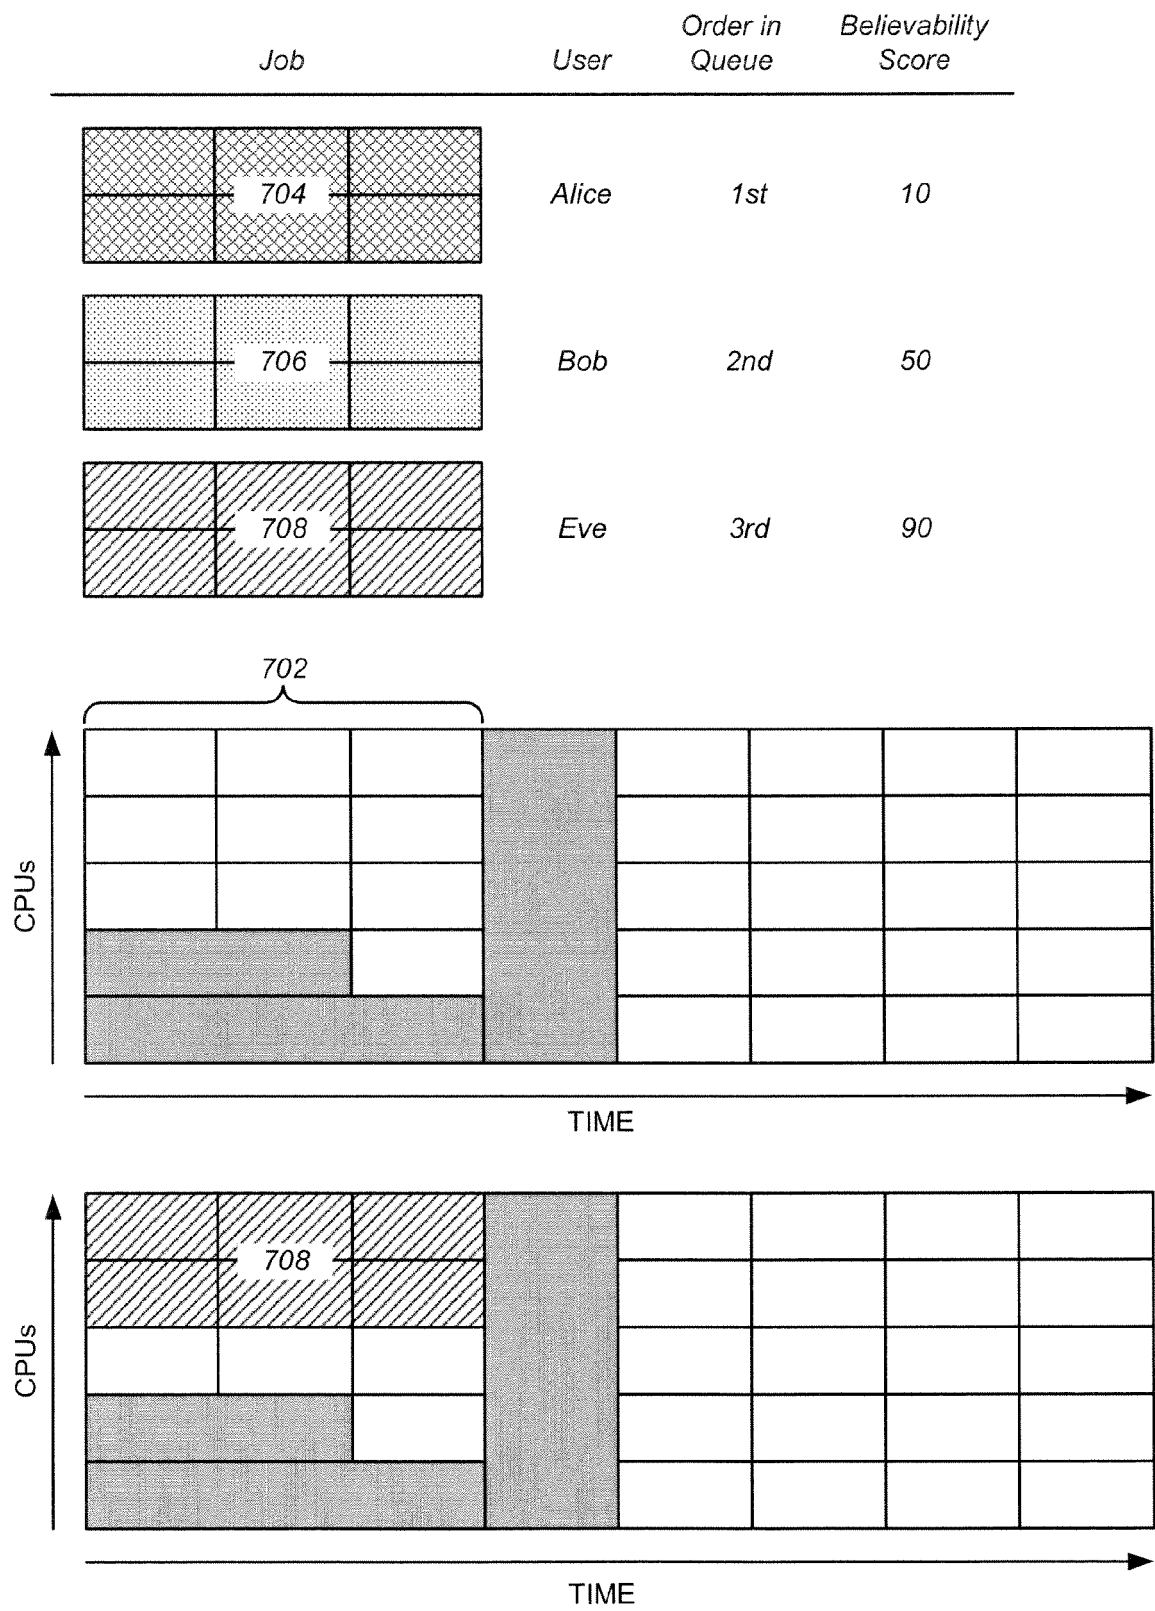 Job User Order in Queue Believability Score
704 Alice 1st 10
706 Bob 2nd 50
708 Eve 3rd 90
702
CPUs
TIME
708
CPUs
TIME